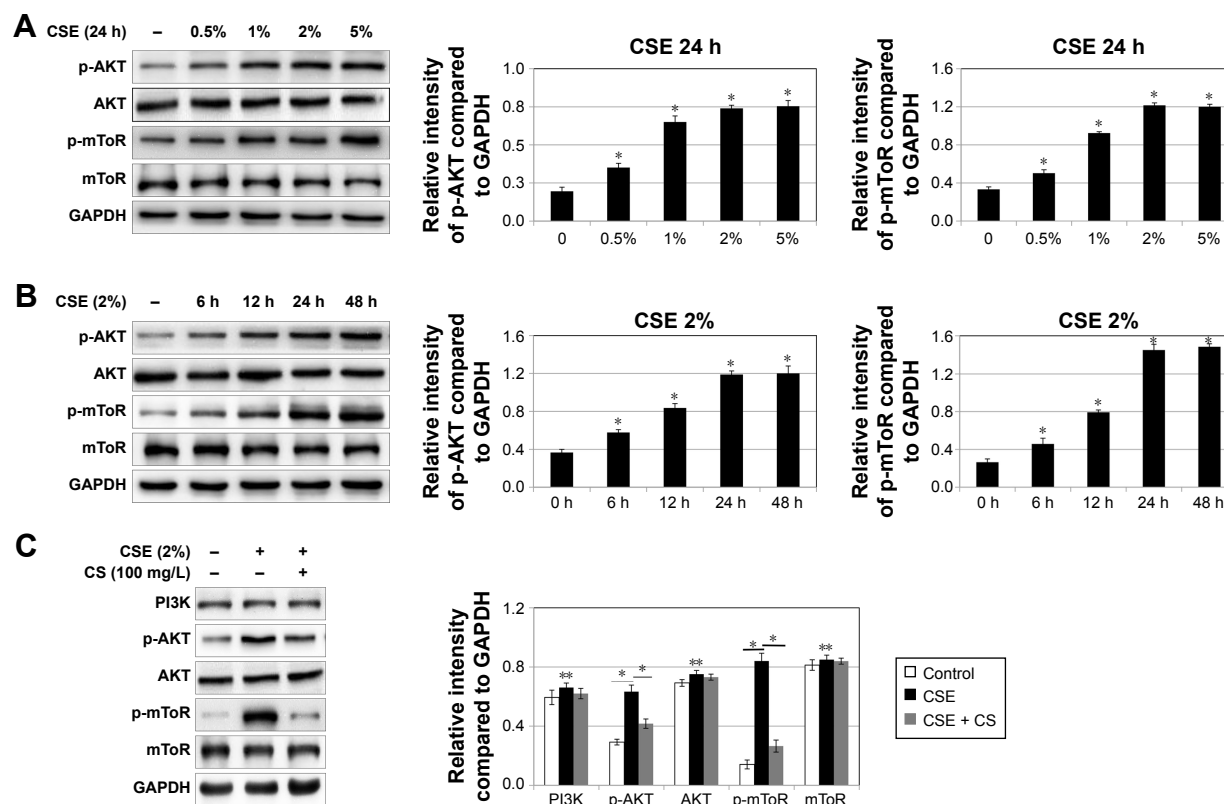 A
CSE (24 h) – 0.5% 1% 2% 5%
p-AKT
AKT
p-mToR
mToR
GAPDH
CSE 24 h
Relative intensity
of p-AKT compared
to GAPDH
1.0
0.8
0.5
0.3
0.0
* * * *
0 0.5% 1% 2% 5%
CSE 24 h
Relative intensity
of p-mToR compared
to GAPDH
1.6
1.2
0.8
0.4
0.0
* * * *
0 0.5% 1% 2% 5%
B
CSE (2%) – 6 h 12 h 24 h 48 h
p-AKT
AKT
p-mToR
mToR
GAPDH
CSE 2%
Relative intensity
of p-AKT compared
to GAPDH
1.6
1.2
0.8
0.4
0.0
* * * *
0 h 6 h 12 h 24 h 48 h
CSE 2%
Relative intensity
of p-mToR compared
to GAPDH
1.6
1.2
0.8
0.4
0.0
* * * *
0 h 6 h 12 h 24 h 48 h
C
CSE (2%) – + +
CS (100 mg/L) – – +
PI3K
p-AKT
AKT
p-mToR
mToR
GAPDH
Relative intensity
compared to GAPDH
1.2
0.8
0.4
0.0
** * * ** * * **
PI3K p-AKT AKT p-mToR mToR
Control
CSE
CSE + CS